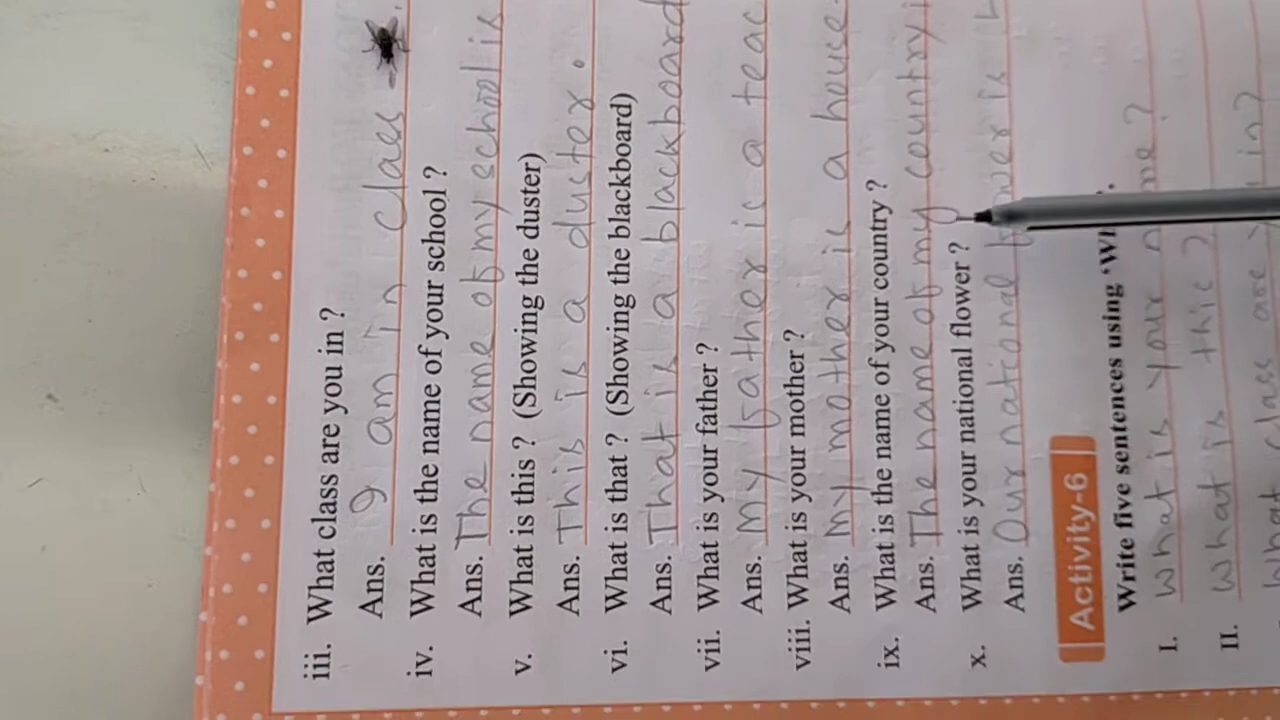 iii. What class are you in ?
Ans. I am in class
iv. What is the name of your school ?
Ans. The name of my school is
v. What is this ? (Showing the duster)
Ans. This is a duster.
vi. What is that ? (Showing the blackboard)
Ans. That is a blackboard
vii. What is your father ?
Ans. My father is a teac
viii. What is your mother ?
Ans. My mother is a house
ix. What is the name of your country ?
Ans. The name of my country i
x. What is your national flower ?
Ans. Our national is
Activity-6
Write five sentences using
I. What is your ?
II. What is this ?
What class are in?